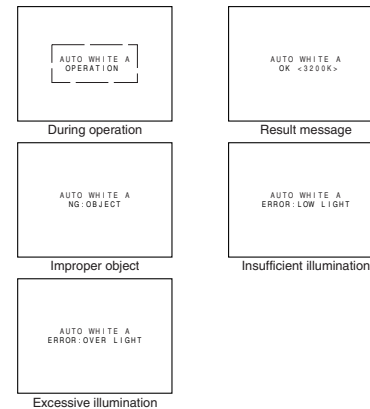 AUTO WHITE A
OPERATION
During operation
AUTO WHITE A
OK <3200K>
Result message
AUTO WHITE A
NG:OBJECT
Improper object
AUTO WHITE A
ERROR:LOW LIGHT
Insufficient illumination
AUTO WHITE A
ERROR:OVER LIGHT
Excessive illumination